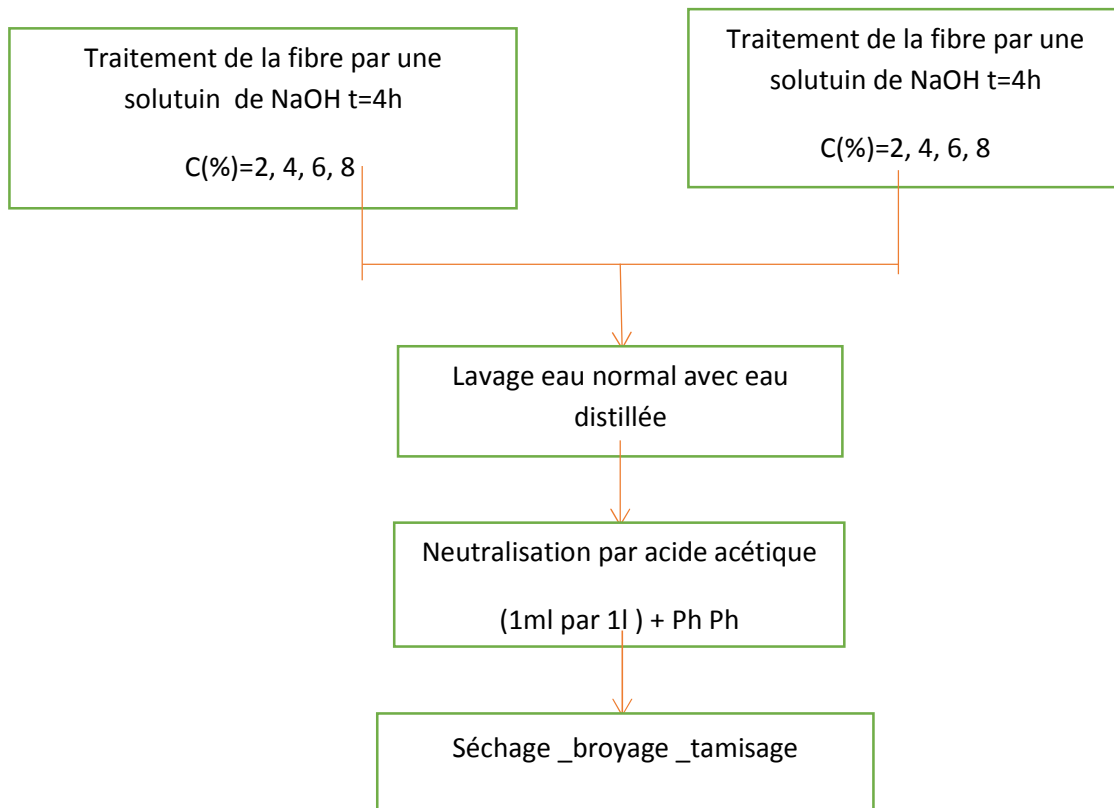 Traitement de la fibre par une
solutuin de NaOH t=4h
C(%)=2, 4, 6, 8
Traitement de la fibre par une
solutuin de NaOH t=4h
C(%)=2, 4, 6, 8
Lavage eau normal avec eau
distillée
Neutralisation par acide acétique
(1ml par 1l ) + Ph Ph
Séchage _broyage _tamisage